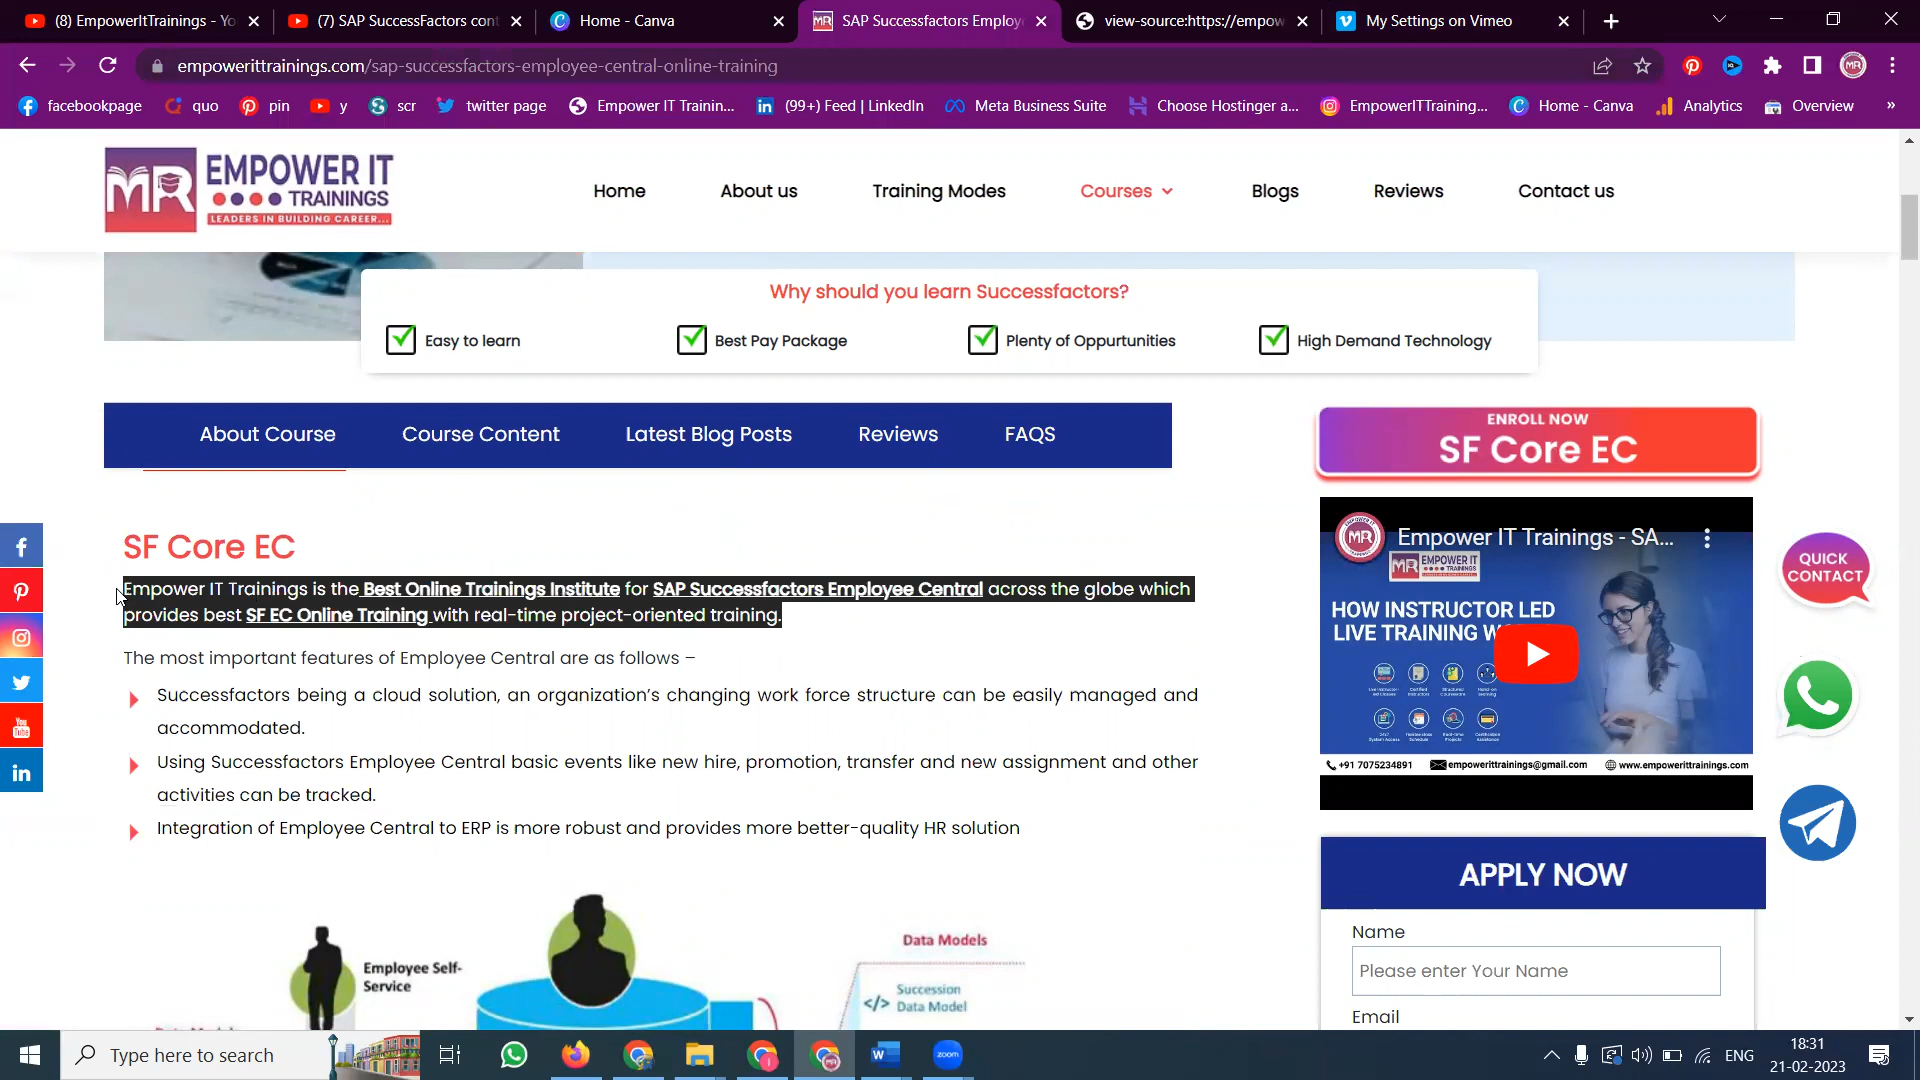 (8) EmpowerItTrainings - Yo
(7) SAP SuccessFactors cont
Home - Canva
SAP Successfactors Employ
view-source:https://empow
My Settings on Vimeo
empowerittrainings.com/sap-successfactors-employee-central-online-training
facebookpage
quo
pin
y
scr
twitter page
Empower IT Trainin...
(99+) Feed | LinkedIn
Meta Business Suite
Choose Hostinger a...
EmpowerITTraining...
Home - Canva
Analytics
Overview
»
MR
EMPOWER IT
TRAININGS
LEADERS IN BUILDING CAREER...
Home
About us
Training Modes
Courses
Blogs
Reviews
Contact us
Why should you learn Successfactors?
Easy to learn
Best Pay Package
Plenty of Oppurtunities
High Demand Technology
About Course
Course Content
Latest Blog Posts
Reviews
FAQS
ENROLL NOW
SF Core EC
SF Core EC
Empower IT Trainings is the Best Online Trainings Institute for SAP Successfactors Employee Central across the globe which
provides best SF EC Online Training with real-time project-oriented training.
The most important features of Employee Central are as follows –
Successfactors being a cloud solution, an organization’s changing work force structure can be easily managed and
accommodated.
Using Successfactors Employee Central basic events like new hire, promotion, transfer and new assignment and other
activities can be tracked.
Integration of Employee Central to ERP is more robust and provides more better-quality HR solution
Employee Self-
Service
Data Models
</> Succession
Data Model
Empower IT Trainings - SA...
MR EMPOWER IT
TRAININGS
HOW INSTRUCTOR LED
LIVE TRAINING W
+91 7075234891
empowerittrainings@gmail.com
www.empowerittrainings.com
QUICK
CONTACT
APPLY NOW
Name
Please enter Your Name
Email
Type here to search
zoom
ENG
18:31
21-02-2023